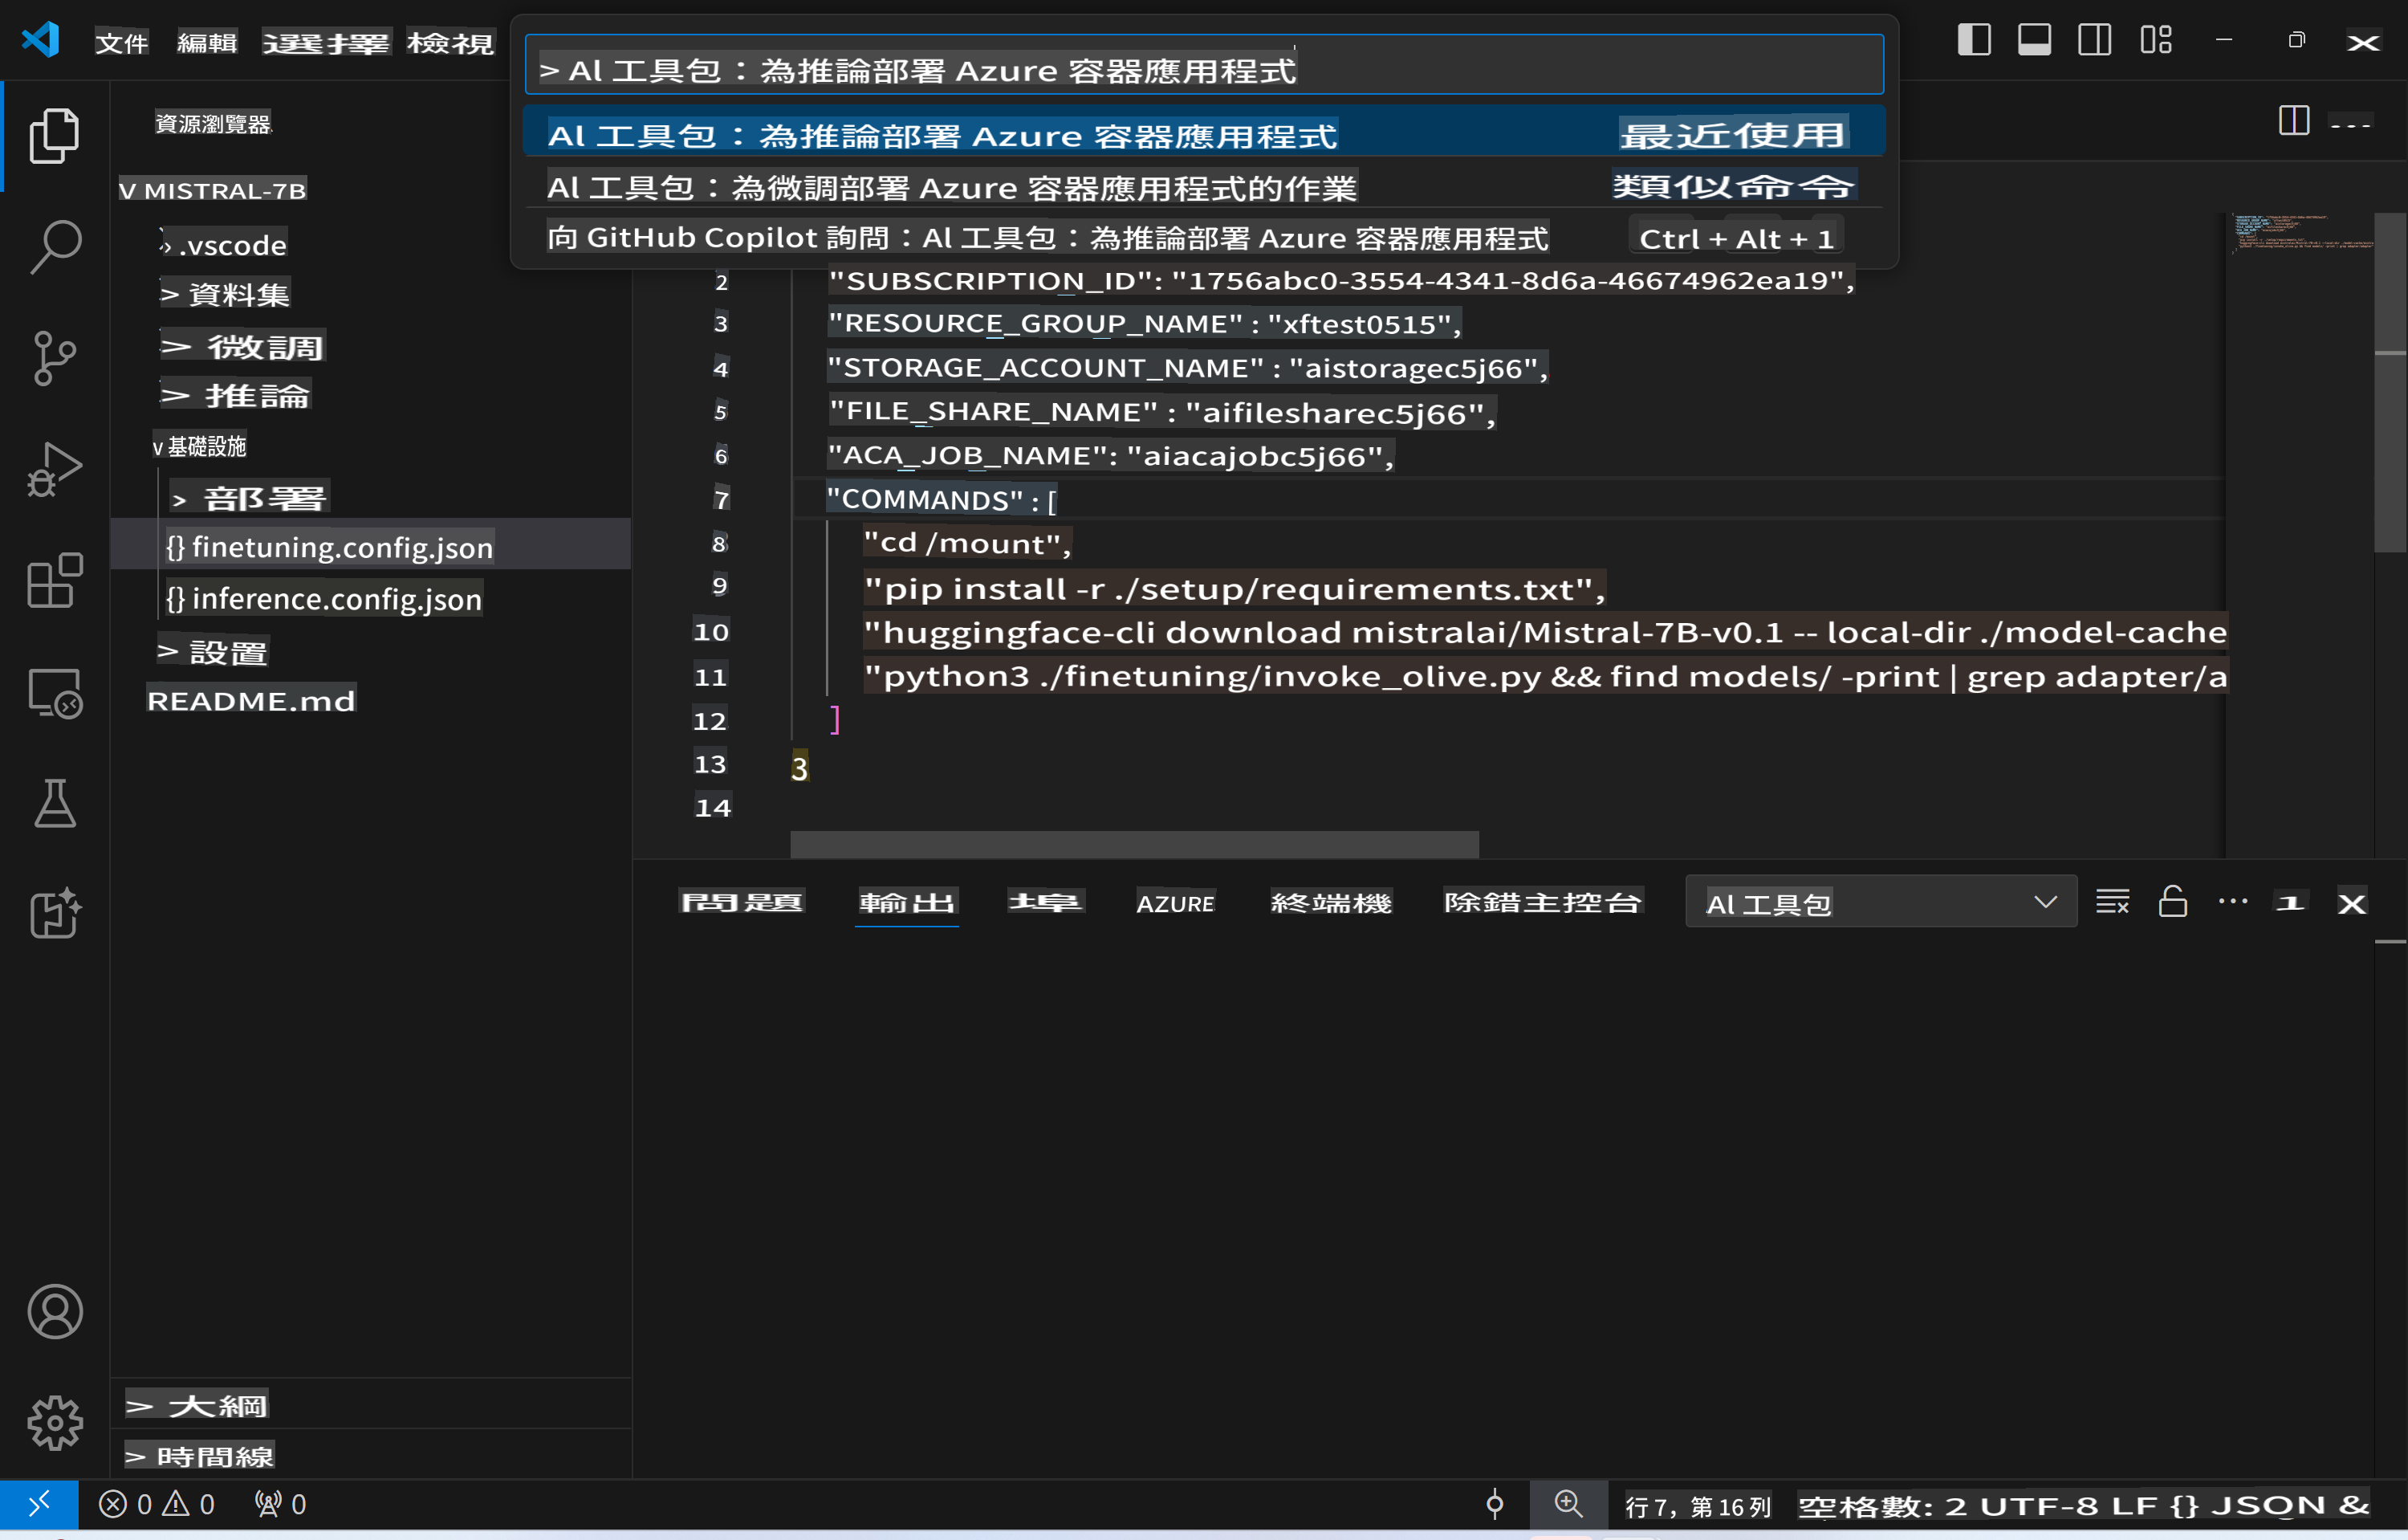 文件 編輯 選擇 檢視
> Al 工具包：為推論部署 Azure 容器應用程式
Al 工具包：為推論部署 Azure 容器應用程式 最近使用
Al 工具包：為微調部署 Azure 容器應用程式的作業 類似命令
向 GitHub Copilot 詢問：Al 工具包：為推論部署 Azure 容器應用程式 Ctrl + Alt + 1
資源瀏覽器
v MISTRAL-7B
> .vscode
> 資料集
> 微調
> 推論
v 基礎設施
> 部署
{} finetuning.config.json
{} inference.config.json
> 設置
README.md
> 大綱
> 時間線
2 "SUBSCRIPTION_ID": "1756abc0-3554-4341-8d6a-46674962ea19",
3 "RESOURCE_GROUP_NAME" : "xftest0515",
4 "STORAGE_ACCOUNT_NAME" : "aistoragec5j66",
5 "FILE_SHARE_NAME" : "aifilesharec5j66",
6 "ACA_JOB_NAME": "aiacajobc5j66",
7 "COMMANDS" : [
8 "cd /mount",
9 "pip install -r ./setup/requirements.txt",
10 "huggingface-cli download mistralai/Mistral-7B-v0.1 -- local-dir ./model-cache
11 "python3 ./finetuning/invoke_olive.py && find models/ -print | grep adapter/a
12 ]
13 3
14
問題 輸出 埠 AZURE 終端機 除錯主控台 Al 工具包 ... 1 X
0 0 0 行 7，第 16 列 空格數: 2 UTF-8 LF {} JSON &